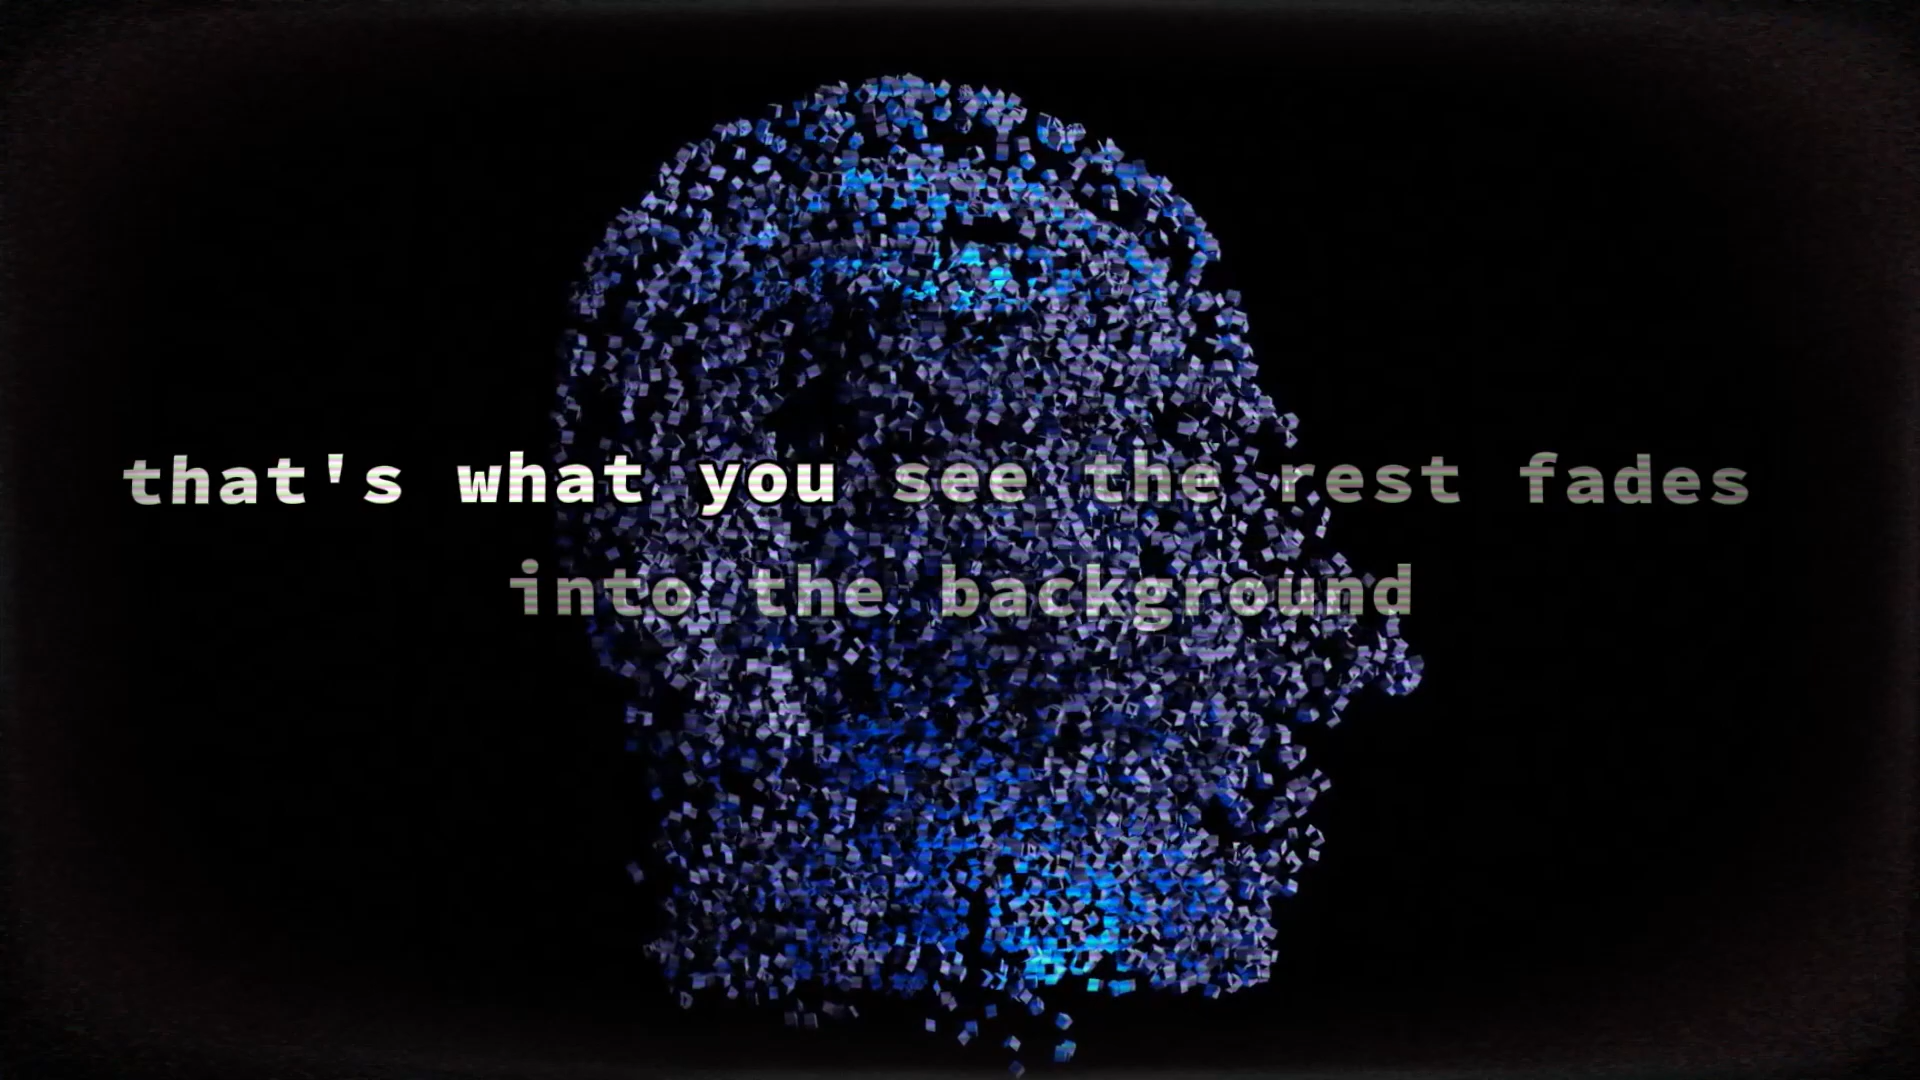 that's what you see the rest fades
into the background